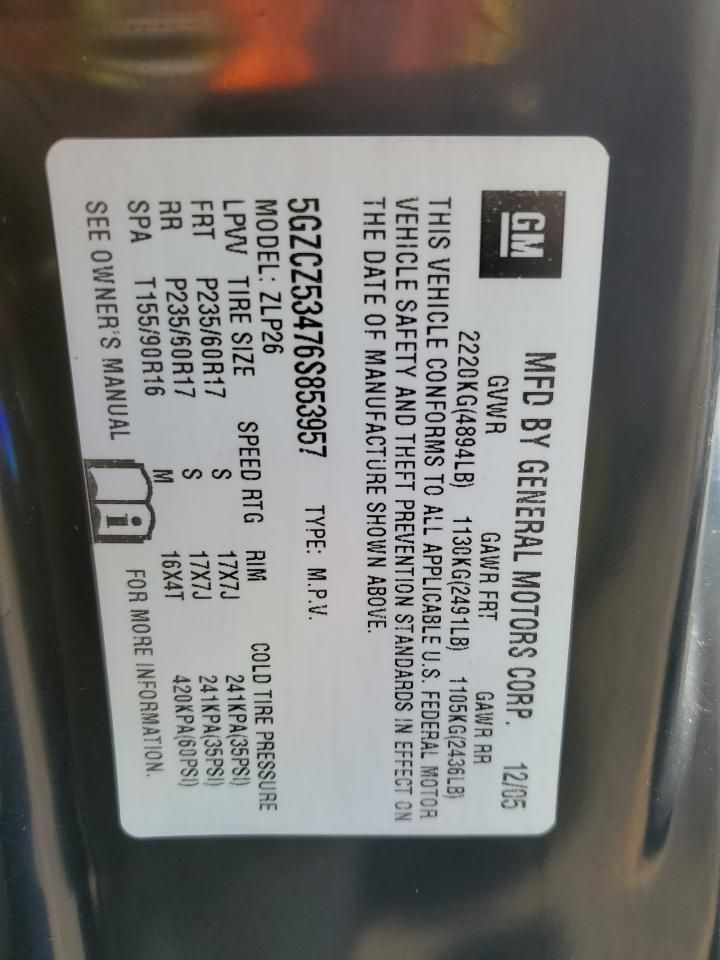 GM
MFD BY GENERAL MOTORS CORP. 12/05
GVWR GAWR FRT GAWR RR
2220KG(4894LB) 1130KG(2491LB) 1105KG(2436LB)
THIS VEHICLE CONFORMS TO ALL APPLICABLE U.S. FEDERAL MOTOR
VEHICLE SAFETY AND THEFT PREVENTION STANDARDS IN EFFECT ON
THE DATE OF MANUFACTURE SHOWN ABOVE.
5GZCZ53476S853957 TYPE: M.P.V.
MODEL: ZLP26
LPVV TIRE SIZE SPEED RTG RIM COLD TIRE PRESSURE
FRT P235/60R17 S 17X7J 241KPA(35PSI)
RR P235/60R17 S 17X7J 241KPA(35PSI)
SPA T155/90R16 M 16X4T 420KPA(60PSI)
SEE OWNER'S MANUAL i FOR MORE INFORMATION.